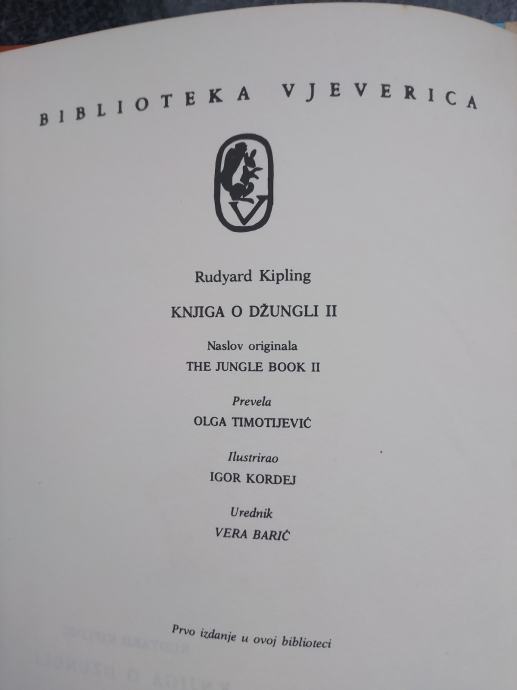 BIBLIOTEKA VJEVERICA
V
Rudyard Kipling
KNJIGA O DŽUNGLI II
Naslov originala
THE JUNGLE BOOK II
Prevela
OLGA TIMOTIJEVIĆ
Ilustrirao
IGOR KORDEJ
Urednik
VERA BARIĆ
Prvo izdanje u ovoj biblioteci